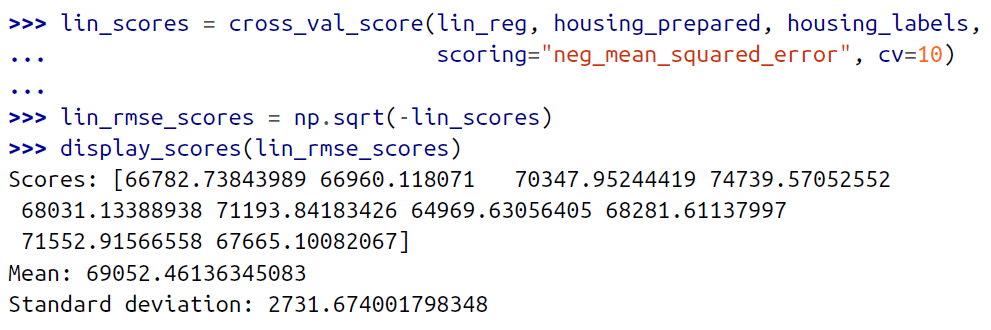 >>> lin_scores = cross_val_score(lin_reg, housing_prepared, housing_labels,
...                              scoring="neg_mean_squared_error", cv=10)
...
>>> lin_rmse_scores = np.sqrt(-lin_scores)
>>> display_scores(lin_rmse_scores)
Scores: [66782.73843989 66960.118071   70347.95244419 74739.57052552
 68031.13388938 71193.84183426 64969.63056405 68281.61137997
 71552.91566558 67665.10082067]
Mean: 69052.46136345083
Standard deviation: 2731.674001798348